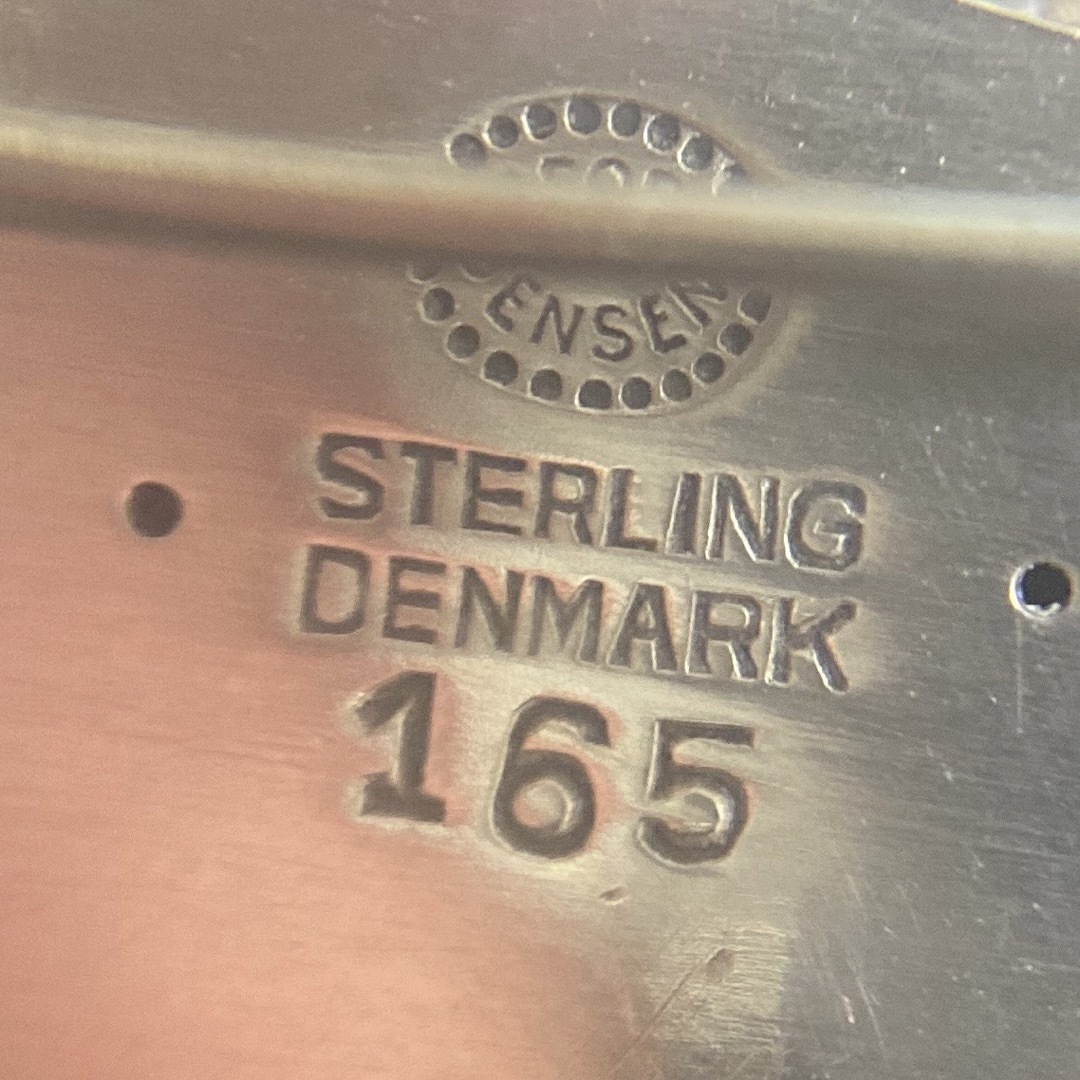 ENSEN
STERLING
DENMARK
165